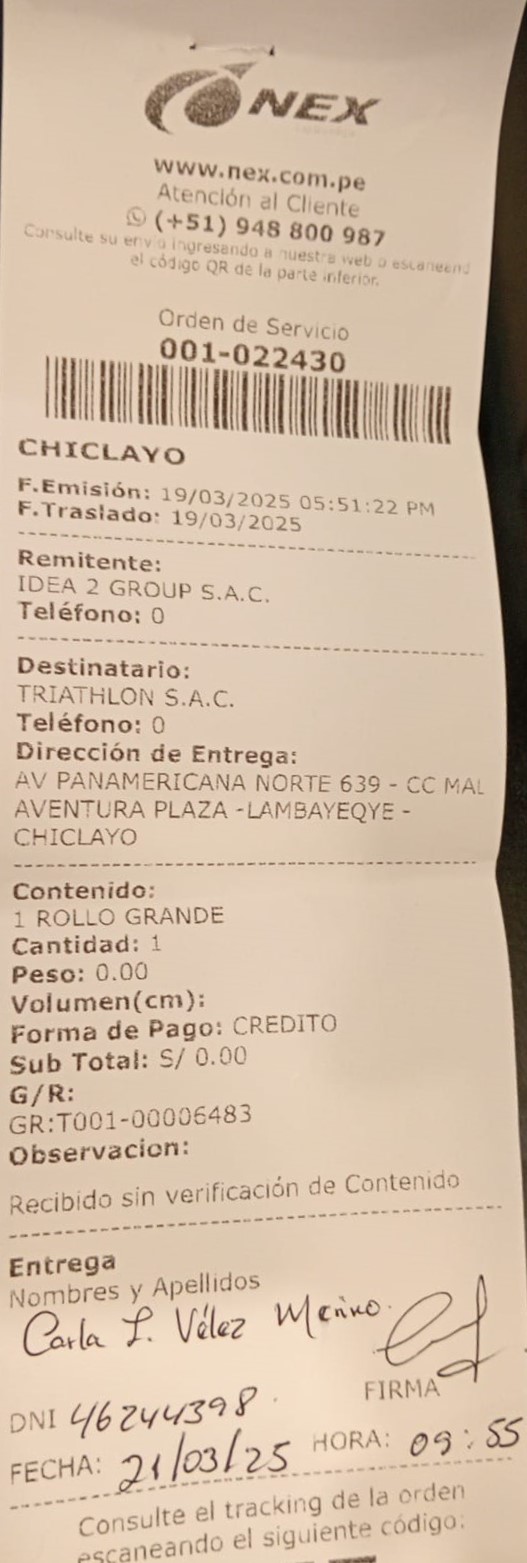 NEX
www.nex.com.pe
Atención al Cliente
(+51) 948 800 987
Consulte su envío ingresando a nuestra web o escaneend
el código QR de la parte inferior.
Orden de Servicio
001-022430
CHICLAYO
F.Emisión: 19/03/2025 05:51:22 PM
F.Traslado: 19/03/2025
Remitente:
IDEA 2 GROUP S.A.C.
Teléfono: 0
Destinatario:
TRIATHLON S.A.C.
Teléfono: 0
Dirección de Entrega:
AV PANAMERICANA NORTE 639 - CC MAL
AVENTURA PLAZA -LAMBAYEQYE -
CHICLAYO
Contenido:
1 ROLLO GRANDE
Cantidad: 1
Peso: 0.00
Volumen(cm):
Forma de Pago: CREDITO
Sub Total: S/ 0.00
G/R:
GR:T001-00006483
Observacion:
Recibido sin verificación de Contenido
Entrega
Nombres y Apellidos
Carla L. Vélez Merino.
FIRMA
DNI 46244398.
FECHA: 21/03/25 HORA: 09:55
Consulte el tracking de la orden
escaneando el siguiente código: